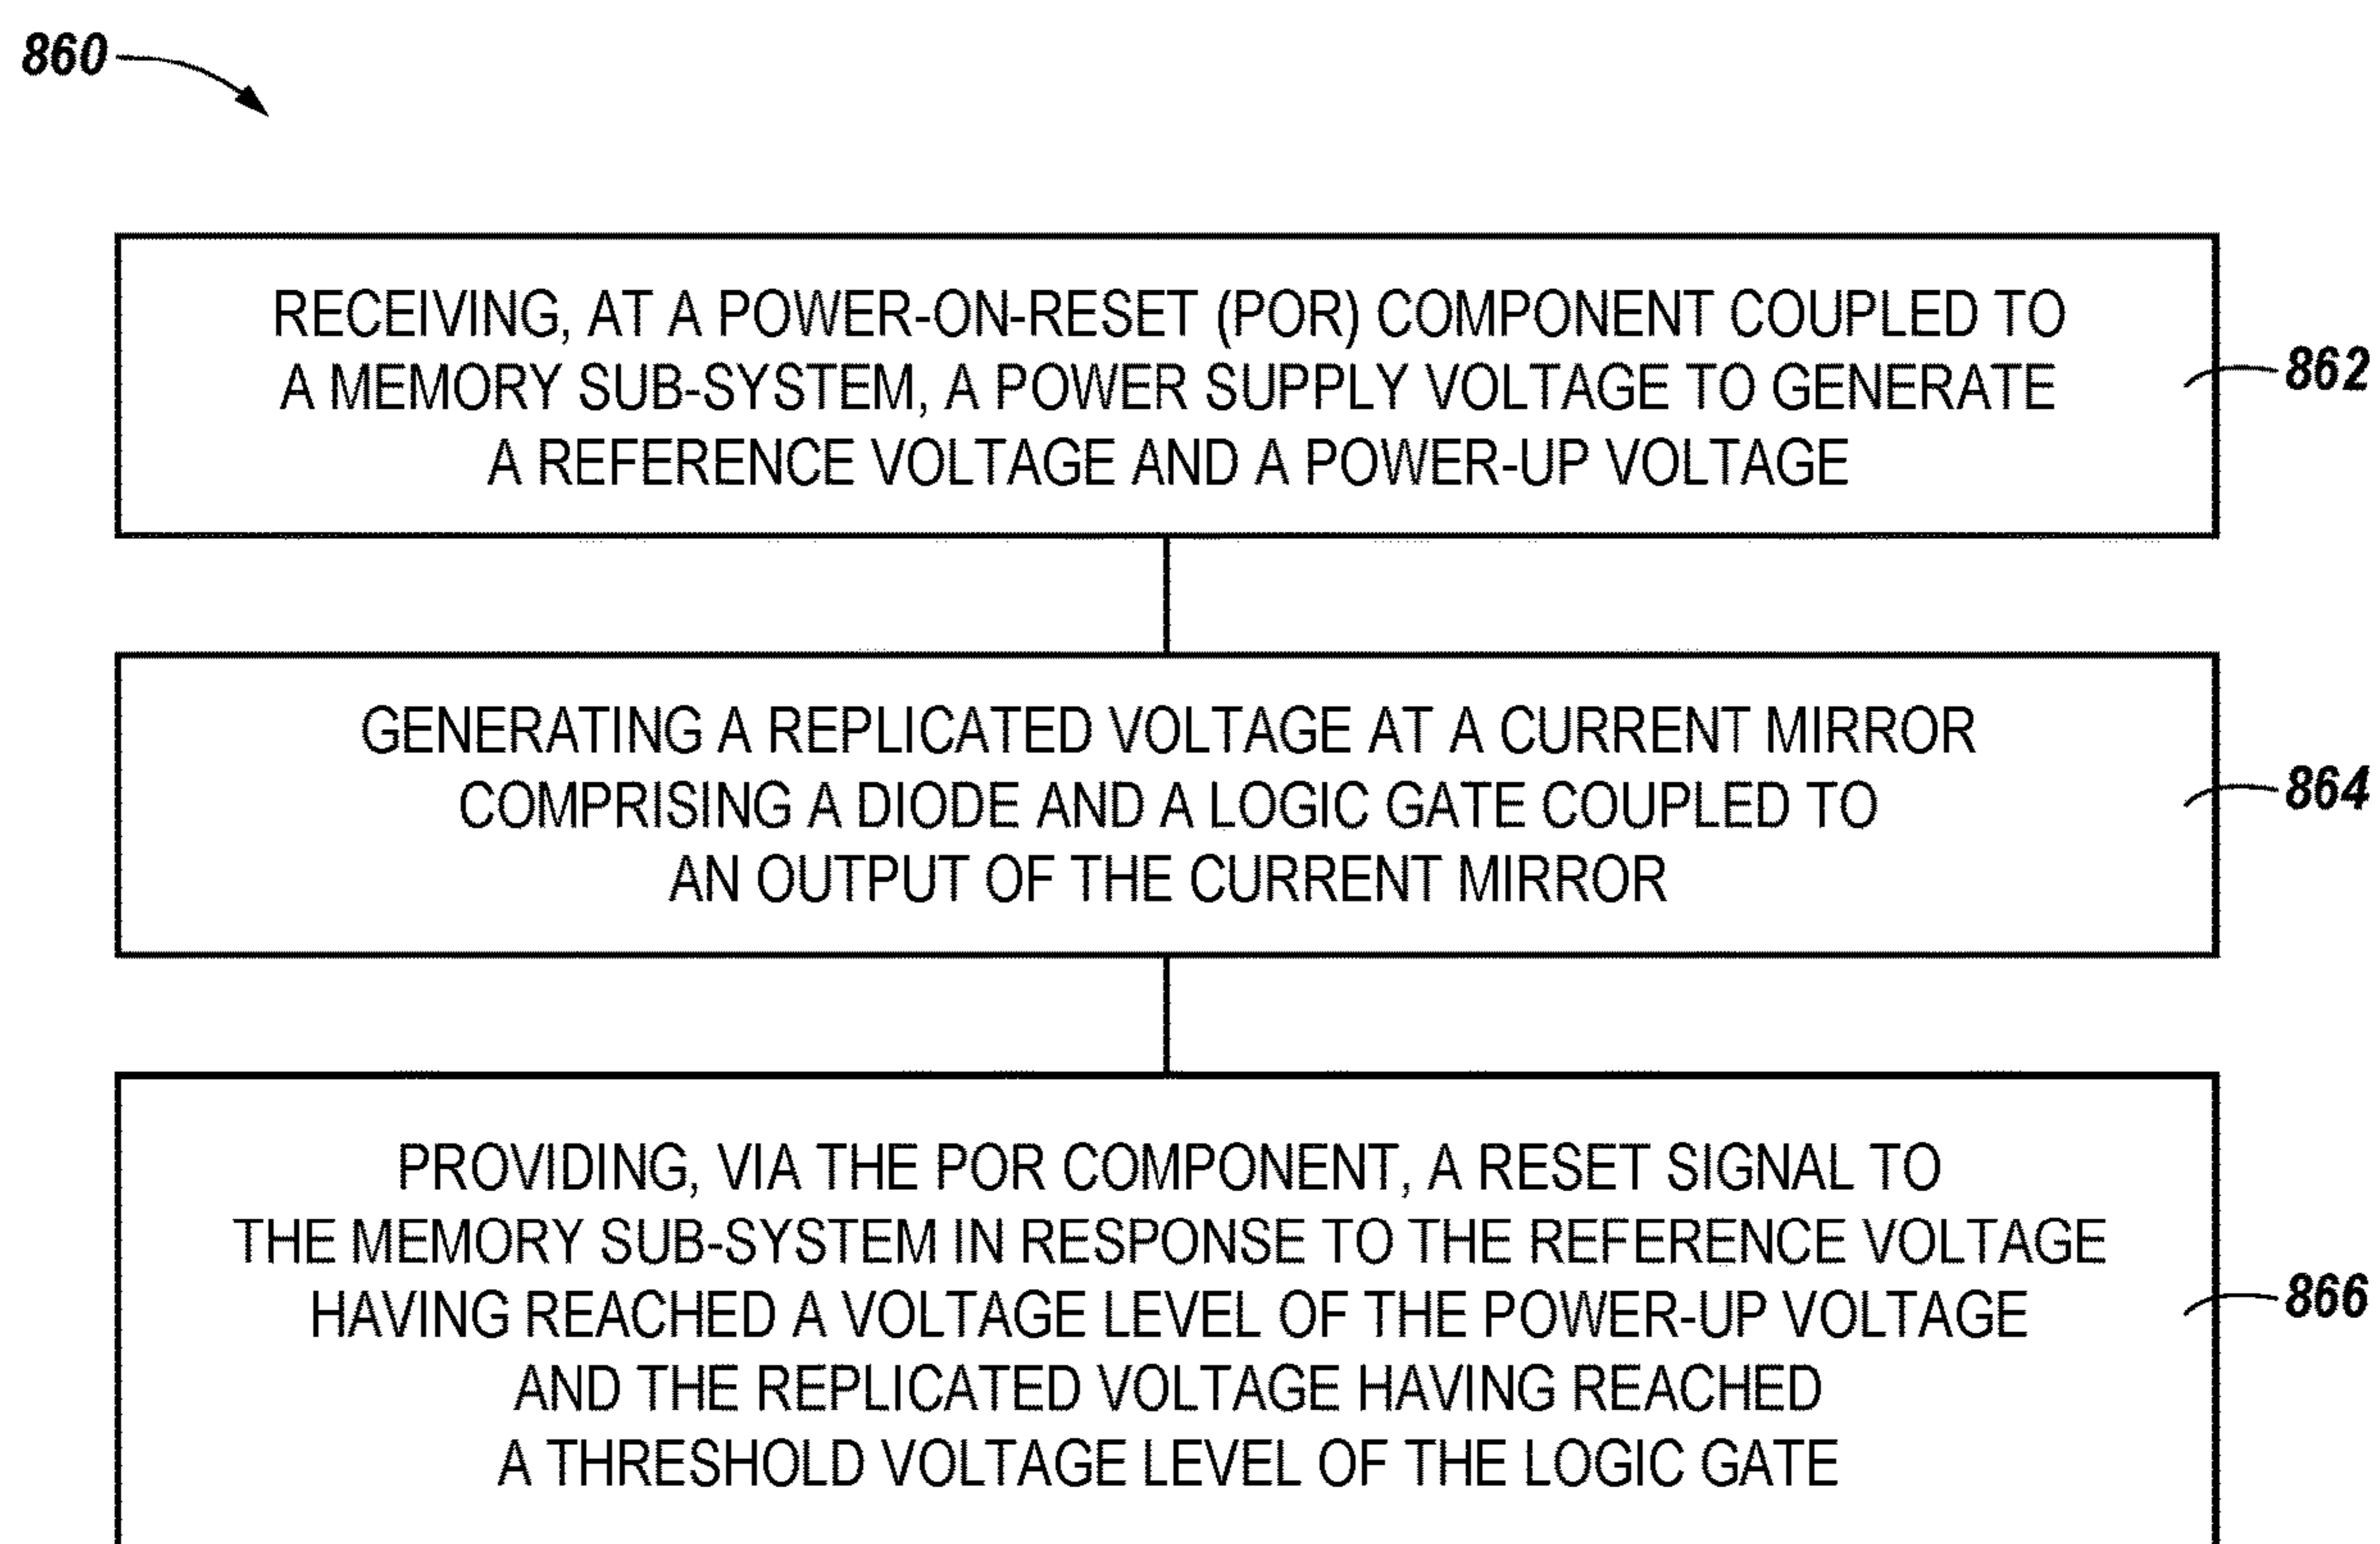 860
RECEIVING, AT A POWER-ON-RESET (POR) COMPONENT COUPLED TO
A MEMORY SUB-SYSTEM, A POWER SUPPLY VOLTAGE TO GENERATE
A REFERENCE VOLTAGE AND A POWER-UP VOLTAGE
862
GENERATING A REPLICATED VOLTAGE AT A CURRENT MIRROR
COMPRISING A DIODE AND A LOGIC GATE COUPLED TO
AN OUTPUT OF THE CURRENT MIRROR
864
PROVIDING, VIA THE POR COMPONENT, A RESET SIGNAL TO
THE MEMORY SUB-SYSTEM IN RESPONSE TO THE REFERENCE VOLTAGE
HAVING REACHED A VOLTAGE LEVEL OF THE POWER-UP VOLTAGE
AND THE REPLICATED VOLTAGE HAVING REACHED
A THRESHOLD VOLTAGE LEVEL OF THE LOGIC GATE
866